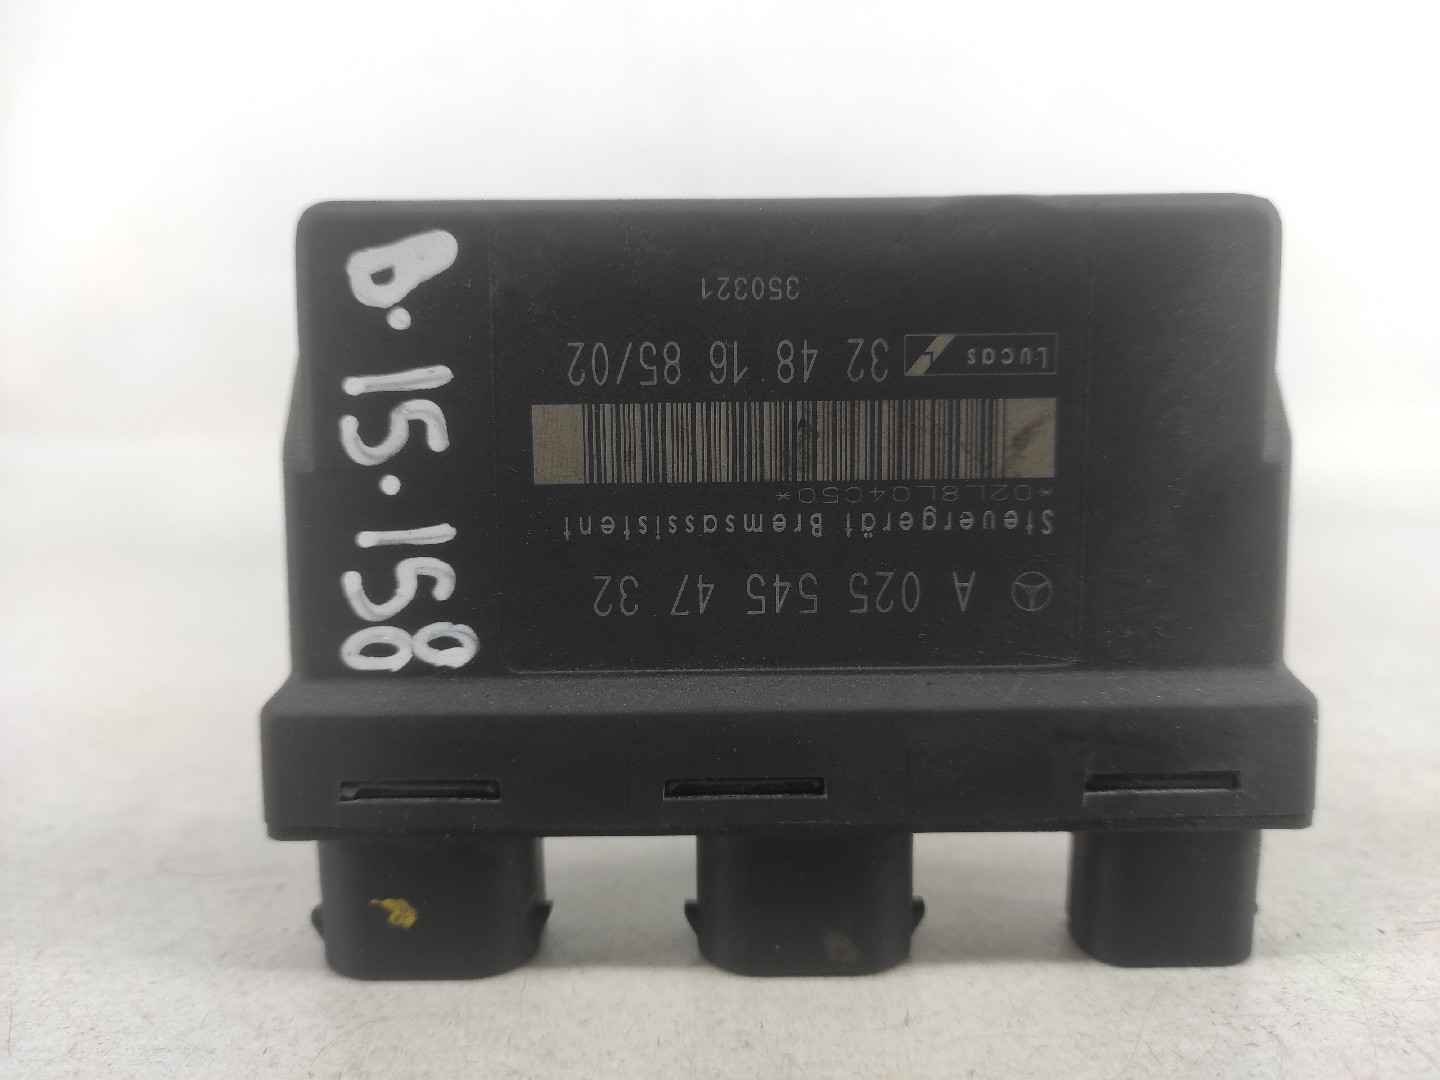 A 025 545 47 32
Steuergerät Bremsassistent
*02L8L04C50*
Lucas 32 48 16 85/02
350321
D.15.158
8